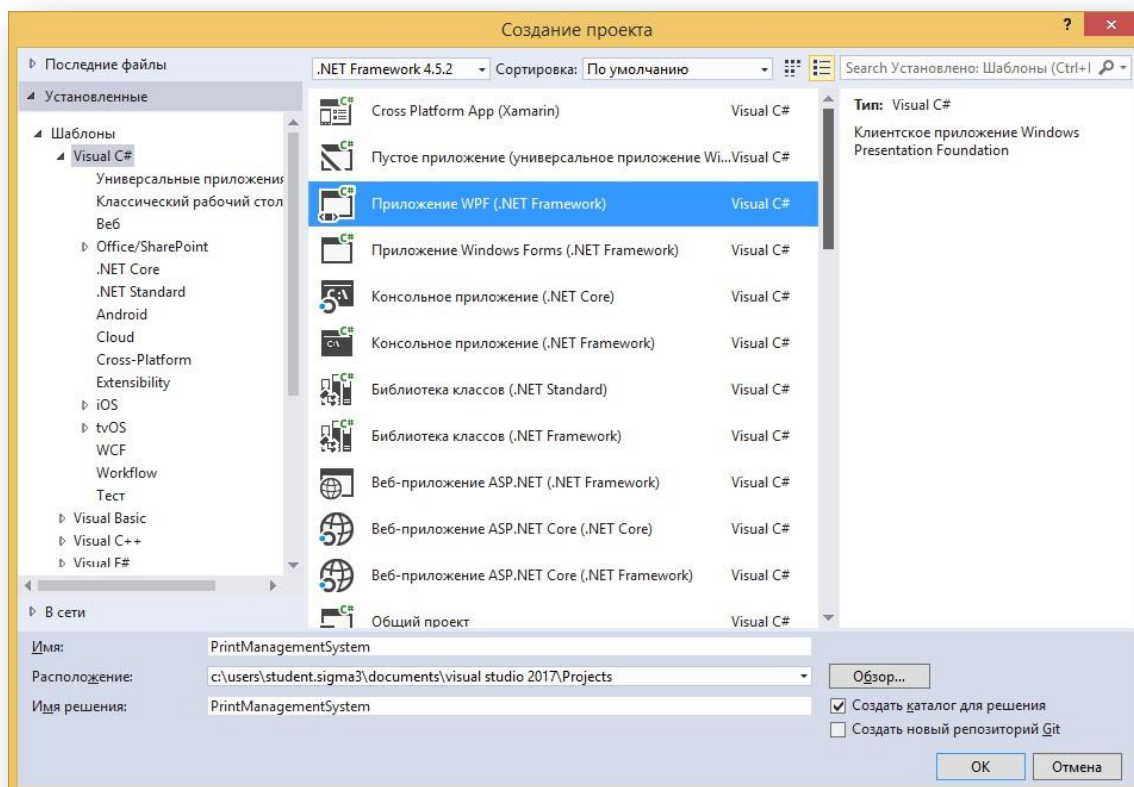 Создание проекта
?
Последние файлы
Установленные
Шаблоны
Visual C#
Универсальные приложения
Классический рабочий стол
Веб
Office/SharePoint
.NET Core
.NET Standard
Android
Cloud
Cross-Platform
Extensibility
iOS
tvOS
WCF
Workflow
Тест
Visual Basic
Visual C++
Visual F#
В сети
.NET Framework 4.5.2 Сортировка: По умолчанию
Search Установлено: Шаблоны (Ctrl+
Cross Platform App (Xamarin) Visual C#
Пустое приложение (универсальное приложение Wi...Visual C#
Приложение WPF (.NET Framework) Visual C#
Приложение Windows Forms (.NET Framework) Visual C#
Консольное приложение (.NET Core) Visual C#
Консольное приложение (.NET Framework) Visual C#
Библиотека классов (.NET Standard) Visual C#
Библиотека классов (.NET Framework) Visual C#
Веб-приложение ASP.NET (.NET Framework) Visual C#
Веб-приложение ASP.NET Core (.NET Core) Visual C#
Веб-приложение ASP.NET Core (.NET Framework) Visual C#
Общий проект Visual C#
Тип: Visual C#
Клиентское приложение Windows
Presentation Foundation
Имя: PrintManagementSystem
Расположение: c:\users\student.sigma3\documents\visual studio 2017\Projects
Имя решения: PrintManagementSystem
Обзор...
Создать каталог для решения
Создать новый репозиторий Git
ОК Отмена